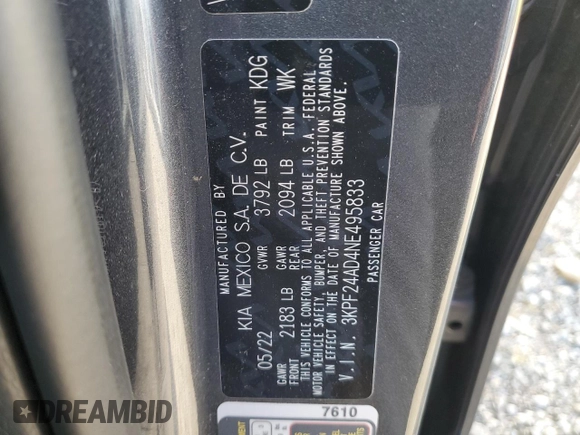 MANUFACTURED BY
KIA MEXICO S.A. DE C.V.
05/22 GVWR 3792 LB PAINT KDG
GAWR FRONT 2183 LB GAWR REAR 2094 LB TRIM WK
THIS VEHICLE CONFORMS TO ALL APPLICABLE U.S.A. FEDERAL
MOTOR VEHICLE SAFETY, BUMPER, AND THEFT PREVENTION STANDARDS
IN EFFECT ON THE DATE OF MANUFACTURE SHOWN ABOVE.
V.I.N. 3KPF24AD4NE495833
PASSENGER CAR
7610
DREAMBID